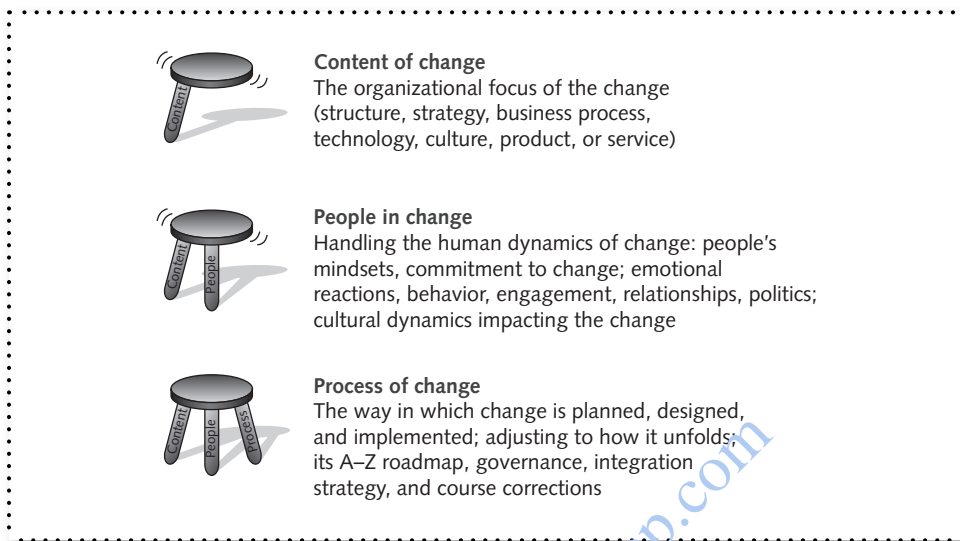 Content of change
The organizational focus of the change
(structure, strategy, business process,
technology, culture, product, or service)
Content
People in change
Handling the human dynamics of change: people's
mindsets, commitment to change; emotional
reactions, behavior, engagement, relationships, politics;
cultural dynamics impacting the change
Content
People
Process of change
The way in which change is planned, designed,
and implemented; adjusting to how it unfolds;
its A–Z roadmap, governance, integration
strategy, and course corrections
Content
People
Process
p.com